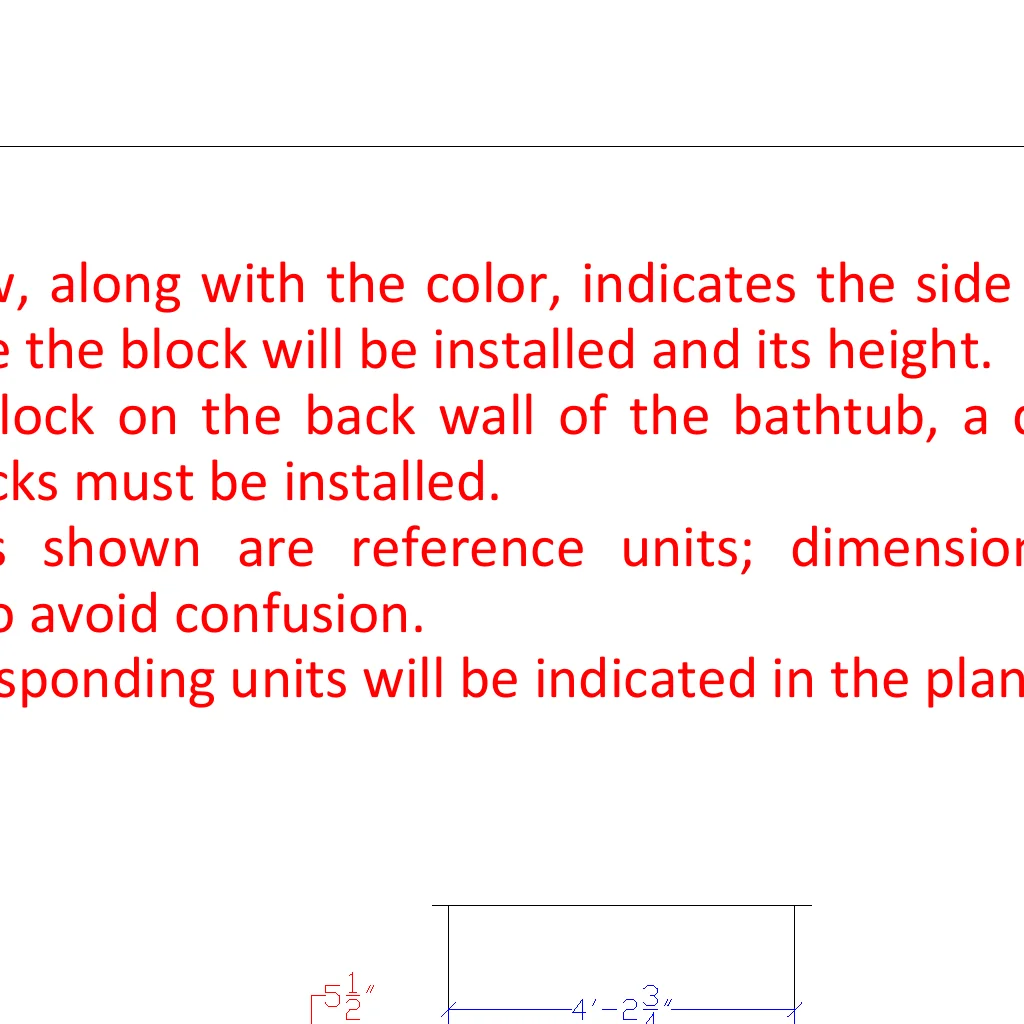 , along with the color, indicates the side
the block will be installed and its height.
lock on the back wall of the bathtub, a
cks must be installed.
s shown are reference units; dimension
o avoid confusion.
sponding units will be indicated in the plan
5 1/2"
4'-2 3/4"